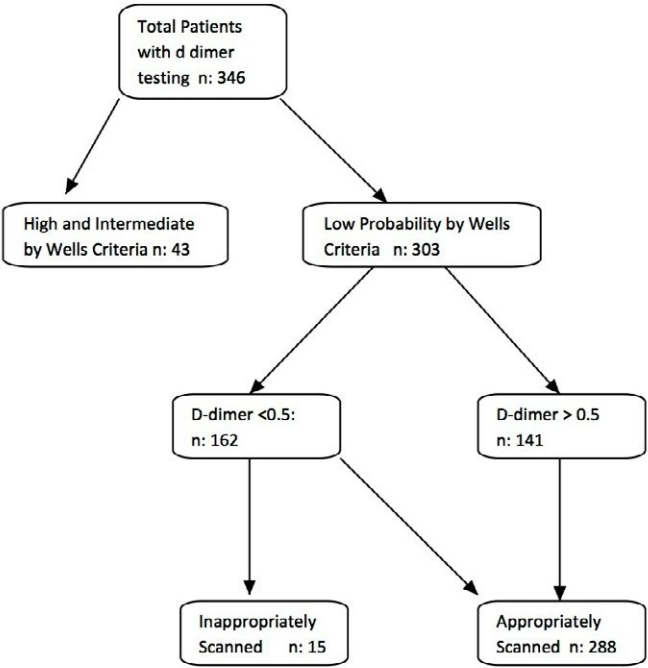 Total Patients
with d dimer
testing n: 346
High and Intermediate
by Wells Criteria n: 43
Low Probability by Wells
Criteria n: 303
D-dimer <0.5:
n: 162
D-dimer > 0.5
n: 141
Inappropriately
Scanned n: 15
Appropriately
Scanned n: 288